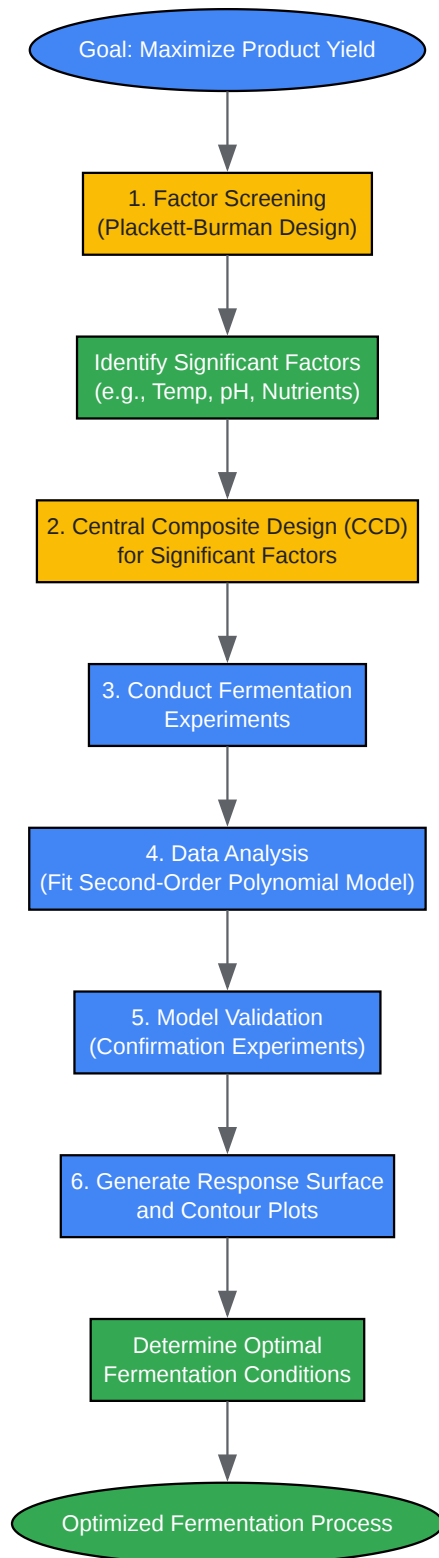 Goal: Maximize Product Yield
1. Factor Screening
(Plackett-Burman Design)
Identify Significant Factors
(e.g., Temp, pH, Nutrients)
2. Central Composite Design (CCD)
for Significant Factors
3. Conduct Fermentation
Experiments
4. Data Analysis
(Fit Second-Order Polynomial Model)
5. Model Validation
(Confirmation Experiments)
6. Generate Response Surface
and Contour Plots
Determine Optimal
Fermentation Conditions
Optimized Fermentation Process